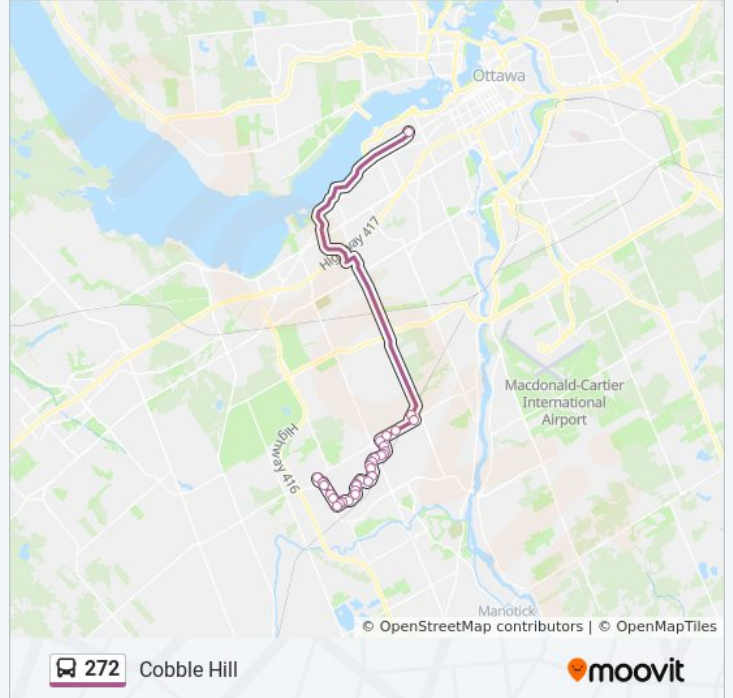 Ottawa
Highway 417
Macdonald-Cartier
International
Airport
Highway 416
Manotick
© OpenStreetMap contributors | © OpenMapTiles
272 Cobble Hill
moovit